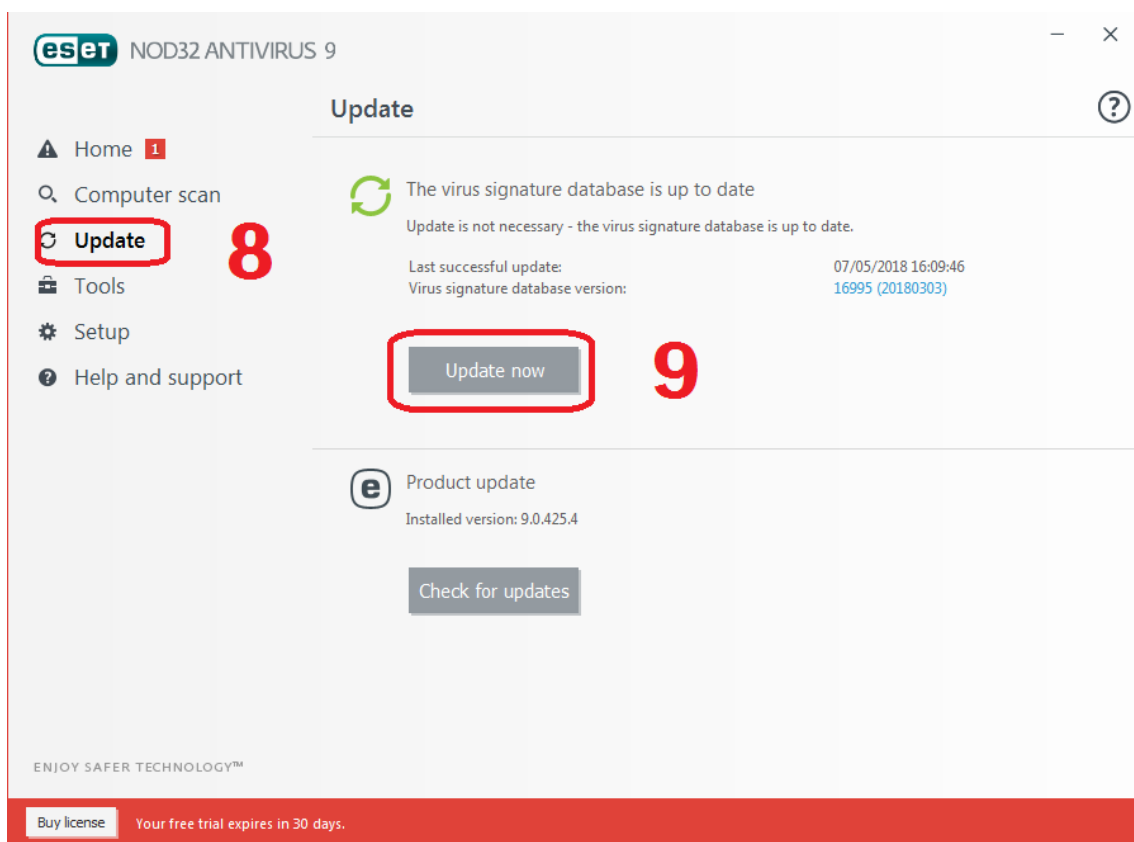 eset NOD32 ANTIVIRUS 9
Update
Home 1
Computer scan
Update
8
Tools
Setup
Help and support
The virus signature database is up to date
Update is not necessary - the virus signature database is up to date.
Last successful update: 07/05/2018 16:09:46
Virus signature database version: 16995 (20180303)
Update now
9
e Product update
Installed version: 9.0.425.4
Check for updates
ENJOY SAFER TECHNOLOGY™
Buy license Your free trial expires in 30 days.